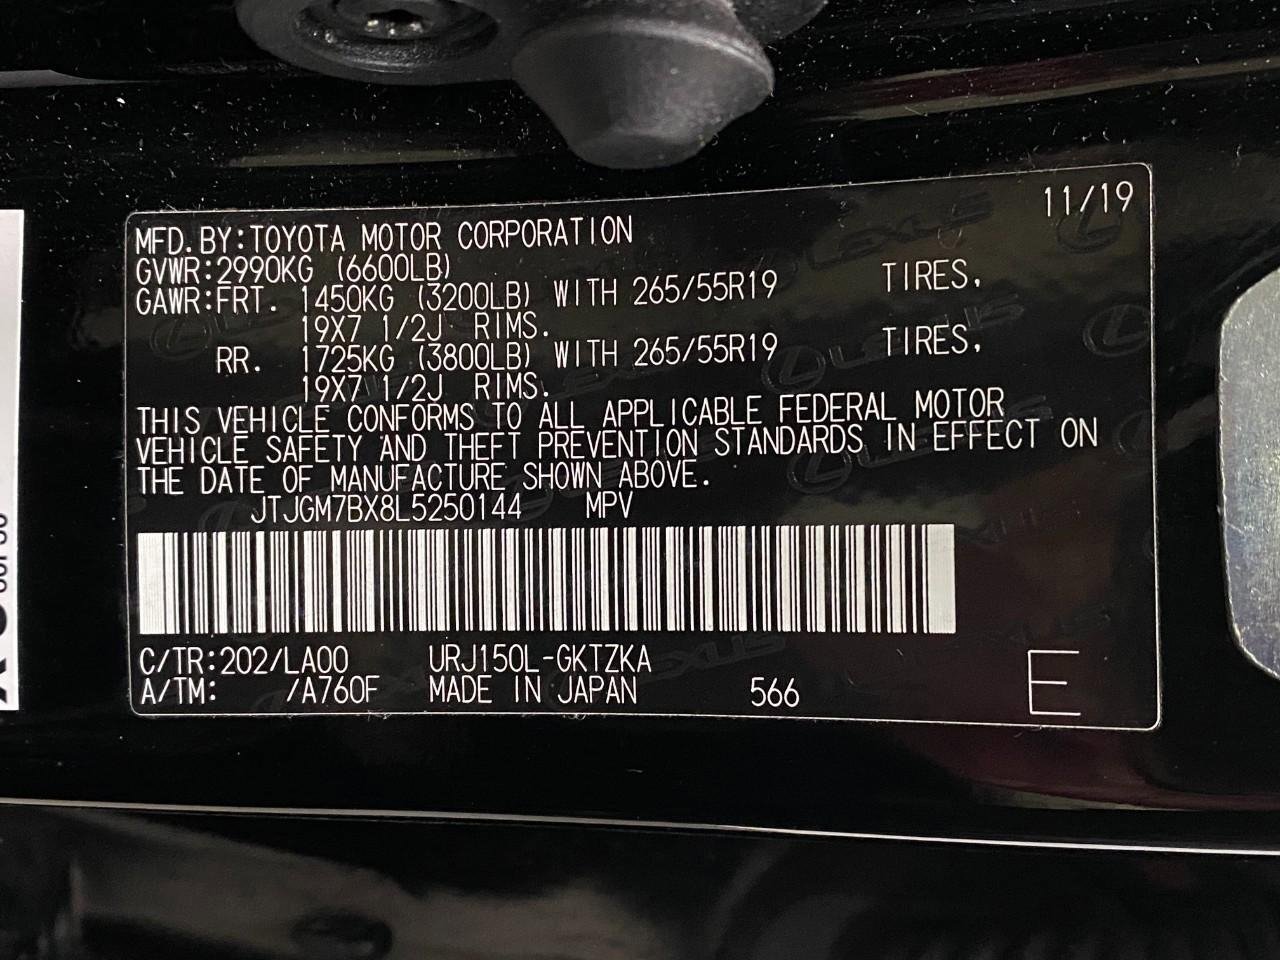 11/19
MFD.BY:TOYOTA MOTOR CORPORATION
GVWR:2990KG (6600LB)
GAWR:FRT. 1450KG (3200LB) WITH 265/55R19 TIRES,
19X7 1/2J RIMS.
RR. 1725KG (3800LB) WITH 265/55R19 TIRES,
19X7 1/2J RIMS.
THIS VEHICLE CONFORMS TO ALL APPLICABLE FEDERAL MOTOR
VEHICLE SAFETY AND THEFT PREVENTION STANDARDS IN EFFECT ON
THE DATE OF MANUFACTURE SHOWN ABOVE.
JTJGM7BX8L5250144 MPV
C/TR:202/LA00 URJ150L-GKTZKA
A/TM: /A760F MADE IN JAPAN 566 E